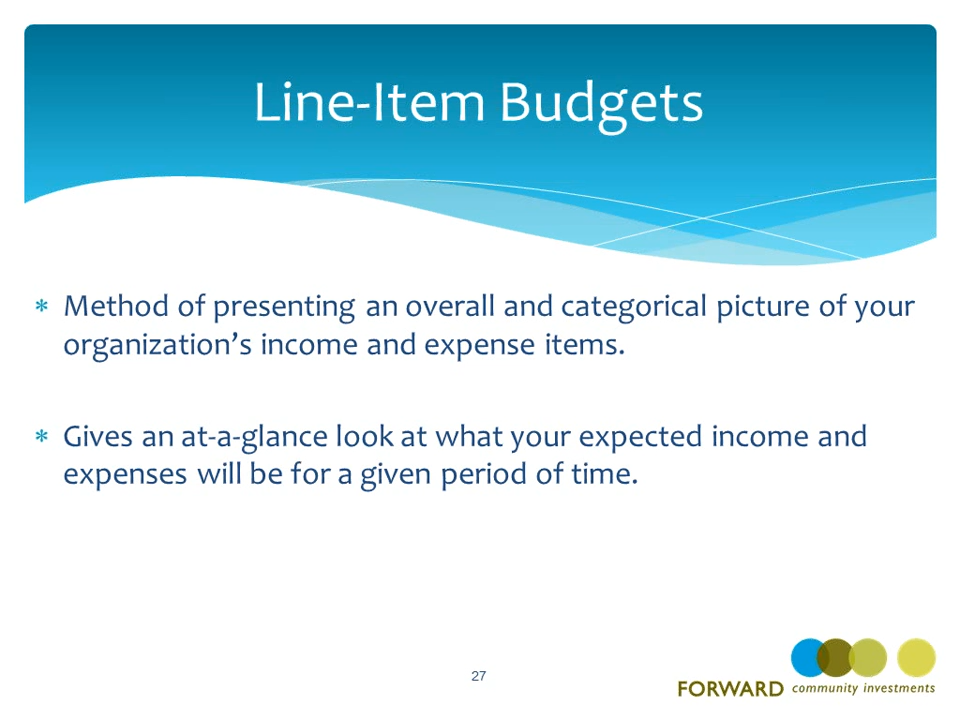 Line-Item Budgets
* Method of presenting an overall and categorical picture of your
organization’s income and expense items.
* Gives an at-a-glance look at what your expected income and
expenses will be for a given period of time.
27
FORWARD community investments